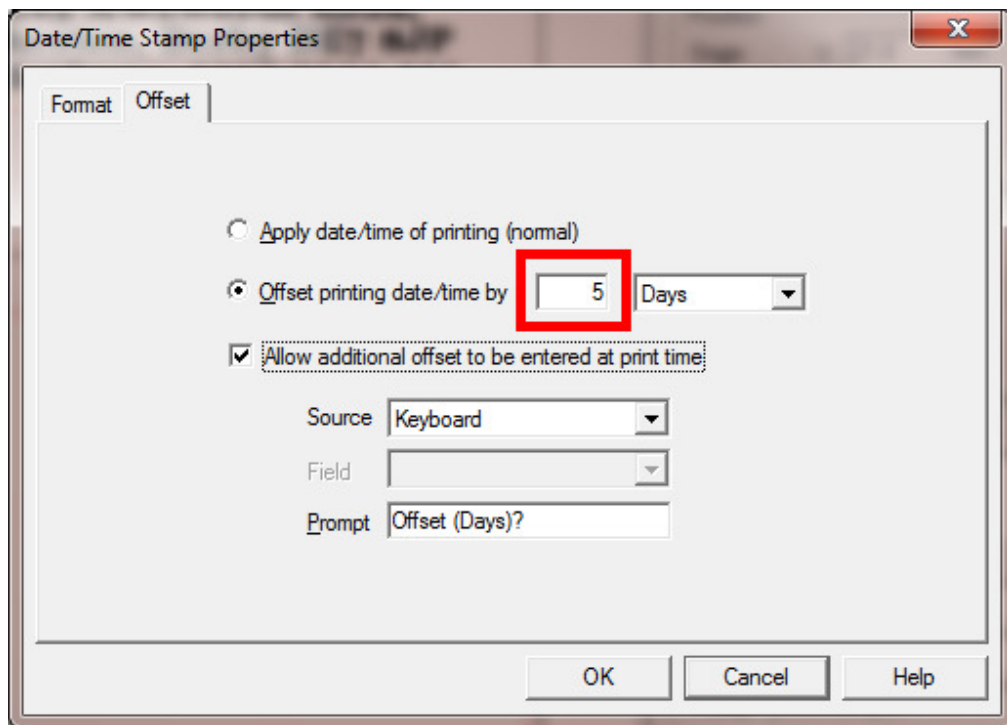 Date/Time Stamp Properties
Format Offset
Apply date/time of printing (normal)
Offset printing date/time by 5 Days
Allow additional offset to be entered at print time
Source Keyboard
Field
Prompt Offset (Days)?
OK Cancel Help